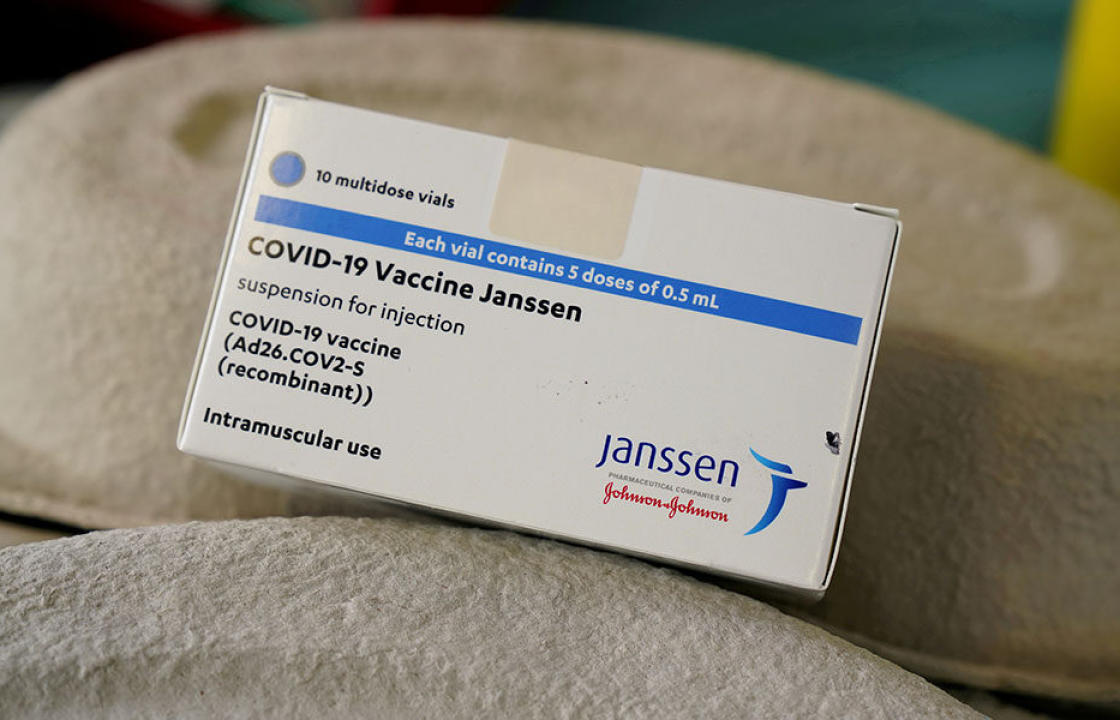 10 multidose vials
Each vial contains 5 doses of 0.5 mL
COVID-19 Vaccine Janssen
suspension for injection
COVID-19 vaccine
(Ad26.COV2-S
(recombinant))
Intramuscular use
Janssen
PHARMACEUTICAL COMPANIES OF
Johnson&Johnson